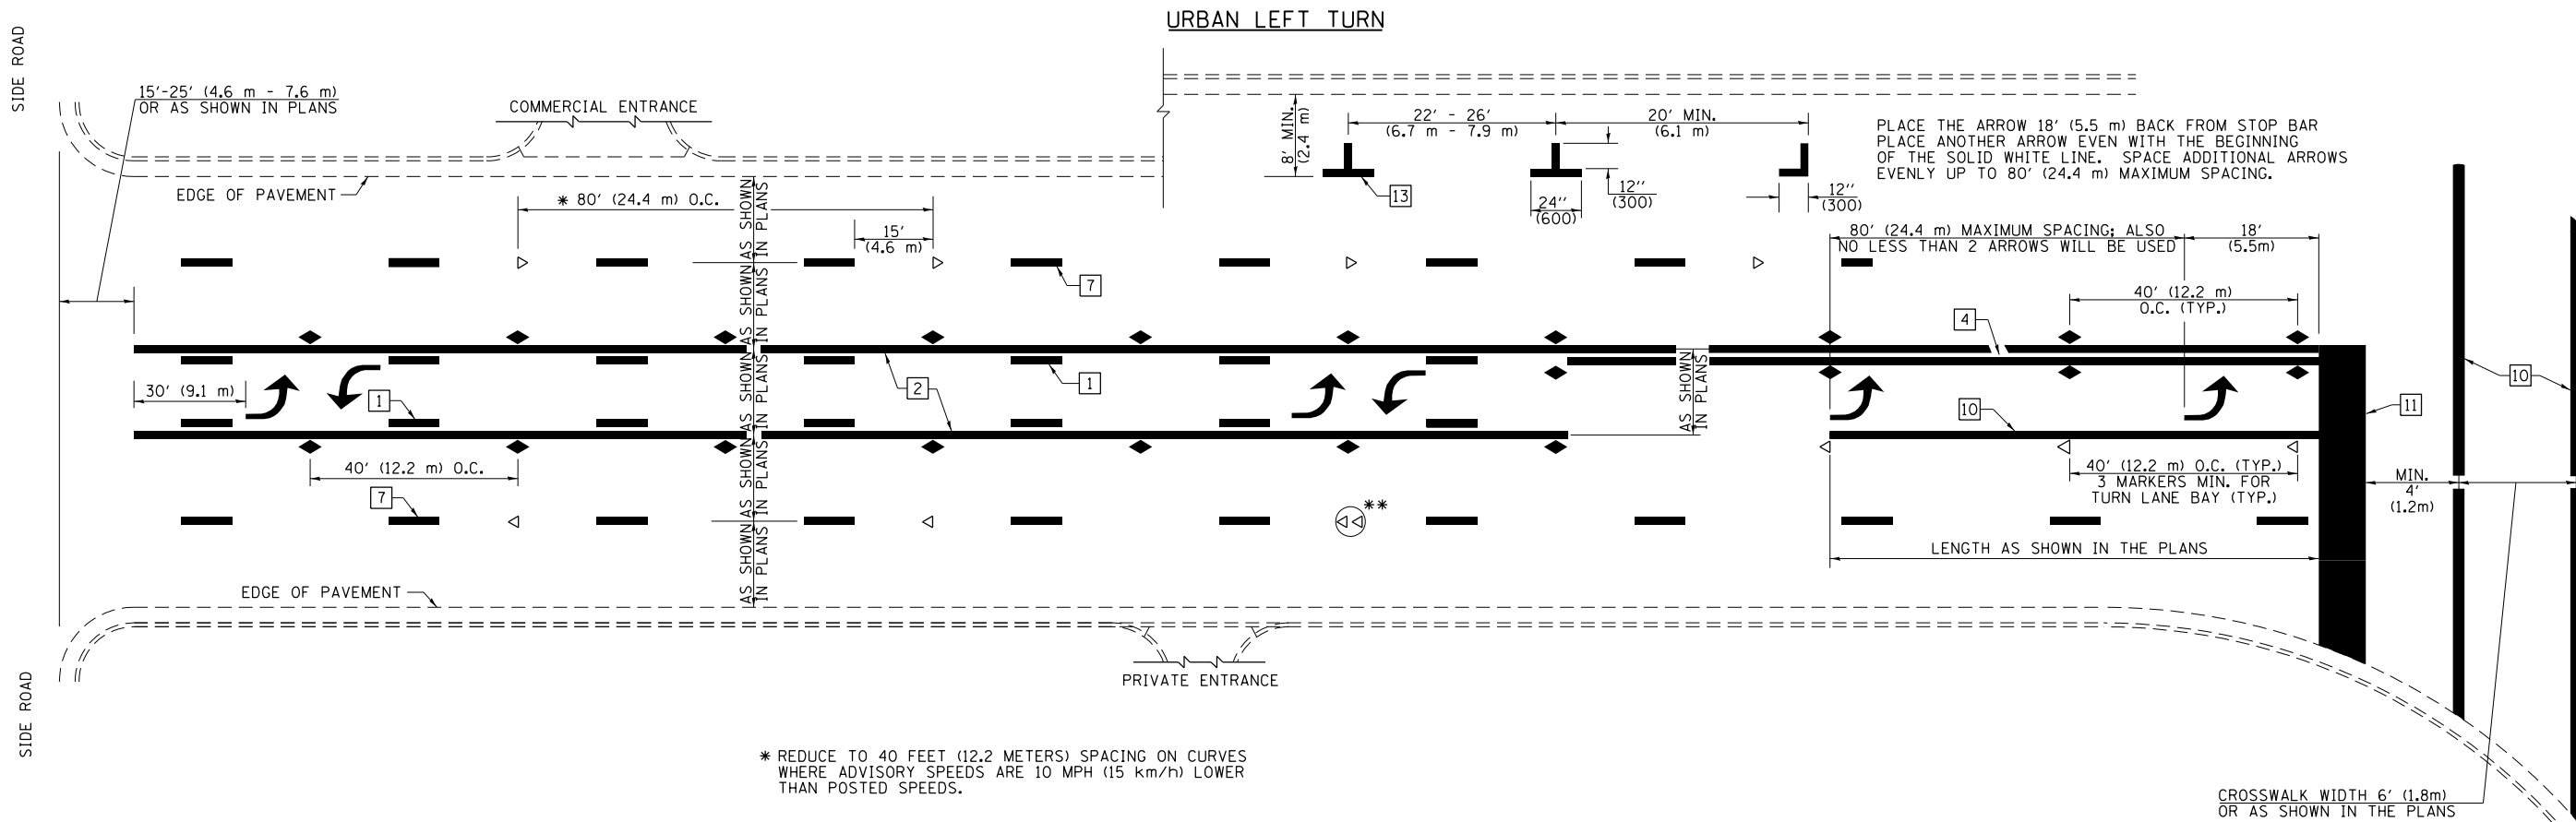 URBAN LEFT TURN
SIDE ROAD
15'-25' (4.6 m - 7.6 m)
OR AS SHOWN IN PLANS
COMMERCIAL ENTRANCE
EDGE OF PAVEMENT
8' MIN.
(2.4 m)
22' - 26'
(6.7 m - 7.9 m)
20' MIN.
(6.1 m)
PLACE THE ARROW 18' (5.5 m) BACK FROM STOP BAR
PLACE ANOTHER ARROW EVEN WITH THE BEGINNING
OF THE SOLID WHITE LINE. SPACE ADDITIONAL ARROWS
EVENLY UP TO 80' (24.4 m) MAXIMUM SPACING.
13
24''
(600)
12''
(300)
12''
(300)
* 80' (24.4 m) O.C.
15'
(4.6 m)
80' (24.4 m) MAXIMUM SPACING; ALSO
NO LESS THAN 2 ARROWS WILL BE USED
18'
(5.5m)
7
AS SHOWN
IN PLANS
AS SHOWN
IN PLANS
AS SHOWN
IN PLANS
AS SHOWN
IN PLANS
AS SHOWN
IN PLANS
40' (12.2 m)
O.C. (TYP.)
4
30' (9.1 m)
1
2
1
AS SHOWN
IN PLANS
10
10
11
40' (12.2 m) O.C.
7
40' (12.2 m) O.C. (TYP.)
3 MARKERS MIN. FOR
TURN LANE BAY (TYP.)
MIN.
4'
(1.2m)
**
LENGTH AS SHOWN IN THE PLANS
EDGE OF PAVEMENT
SIDE ROAD
PRIVATE ENTRANCE
* REDUCE TO 40 FEET (12.2 METERS) SPACING ON CURVES
WHERE ADVISORY SPEEDS ARE 10 MPH (15 km/h) LOWER
THAN POSTED SPEEDS.
CROSSWALK WIDTH 6' (1.8m)
OR AS SHOWN IN THE PLANS